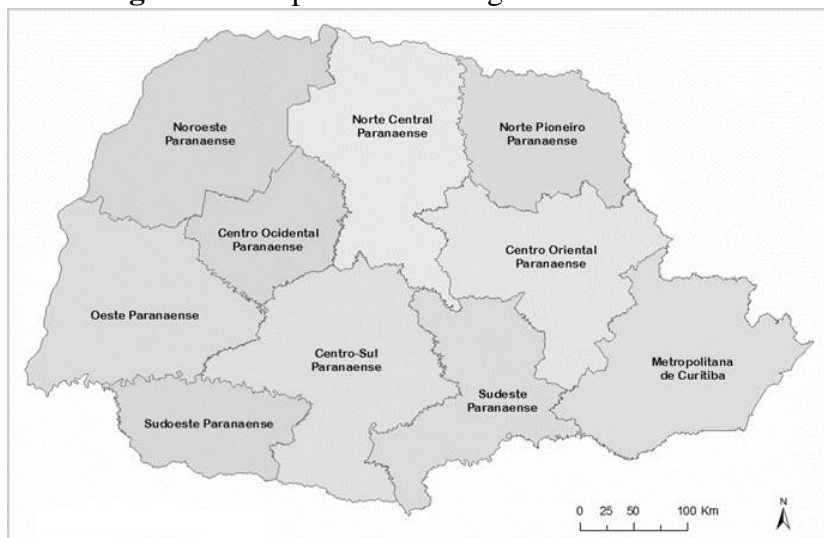 Noroeste
Paranaense
Norte Central
Paranaense
Norte Pioneiro
Paranaense
Centro Ocidental
Paranaense
Centro Oriental
Paranaense
Oeste Paranaense
Centro-Sul
Paranaense
Metropolitana
de Curitiba
Sudeste
Paranaense
Sudoeste Paranaense
0 25 50 100 Km
N